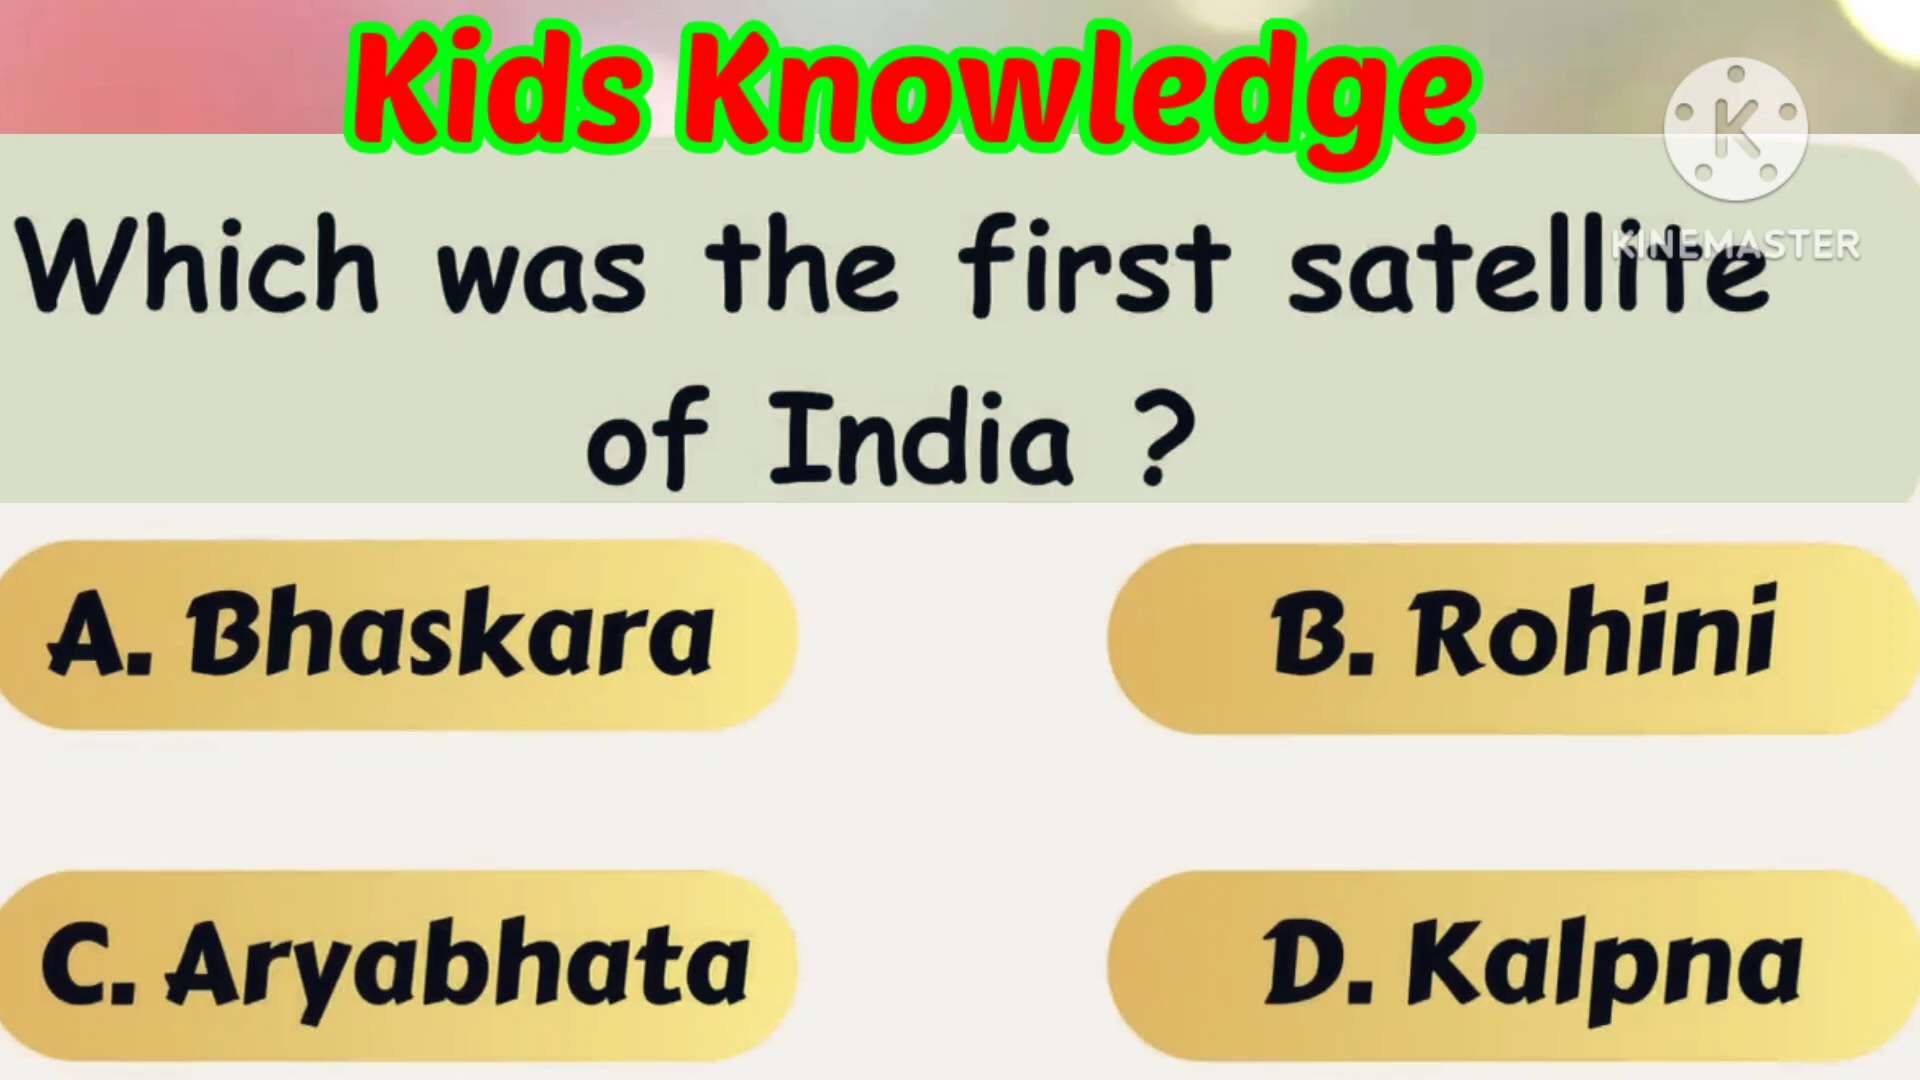 Kids Knowledge
K
KINEMASTER
Which was the first satellite
of India ?
A. Bhaskara
B. Rohini
C. Aryabhata
D. Kalpna